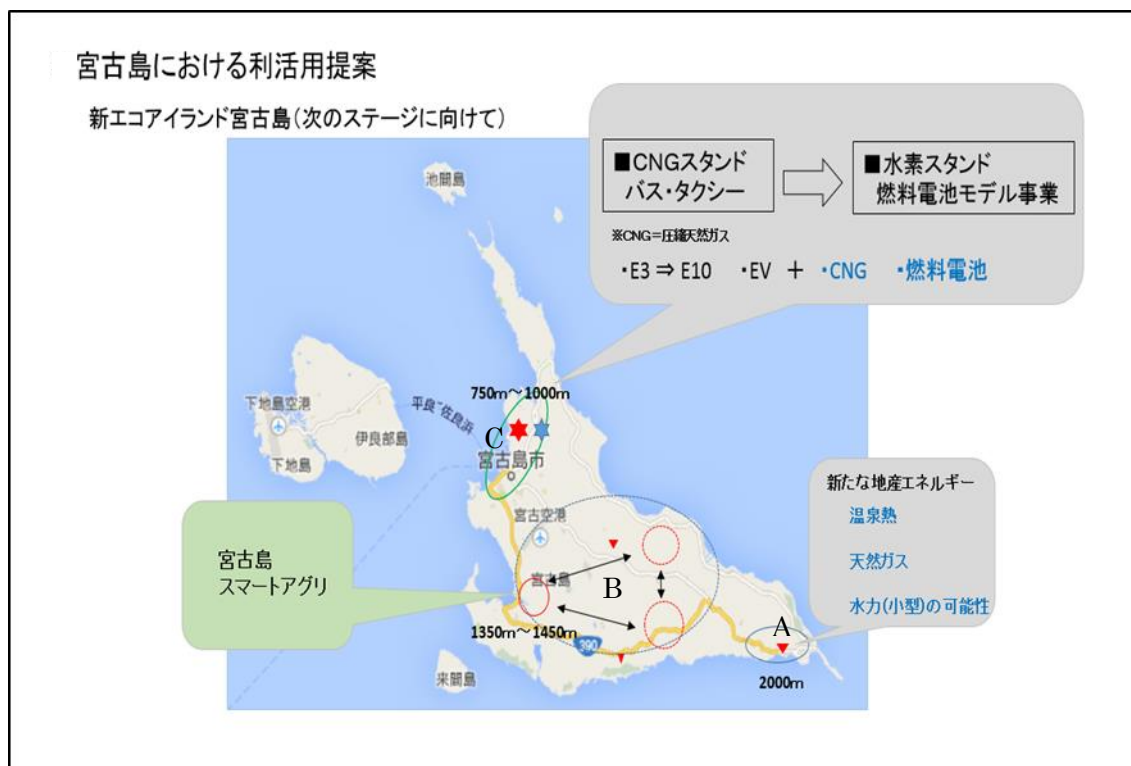 宮古島における利活用提案
新エコアイランド宮古島(次のステージに向けて)
■CNGスタンド
バス・タクシー
■水素スタンド
燃料電池モデル事業
※CNG=圧縮天然ガス
・E3 ⇒ E10 ・EV + ・CNG ・燃料電池
池間島
750m~1000m
下地島空港
平良-佐良浜
伊良部島
下地島
C
宮古島市
宮古空港
宮古島
B
宮古島
スマートアグリ
1350m~1450m
390
来間島
A
2000m
新たな地産エネルギー
温泉熱
天然ガス
水力(小型)の可能性